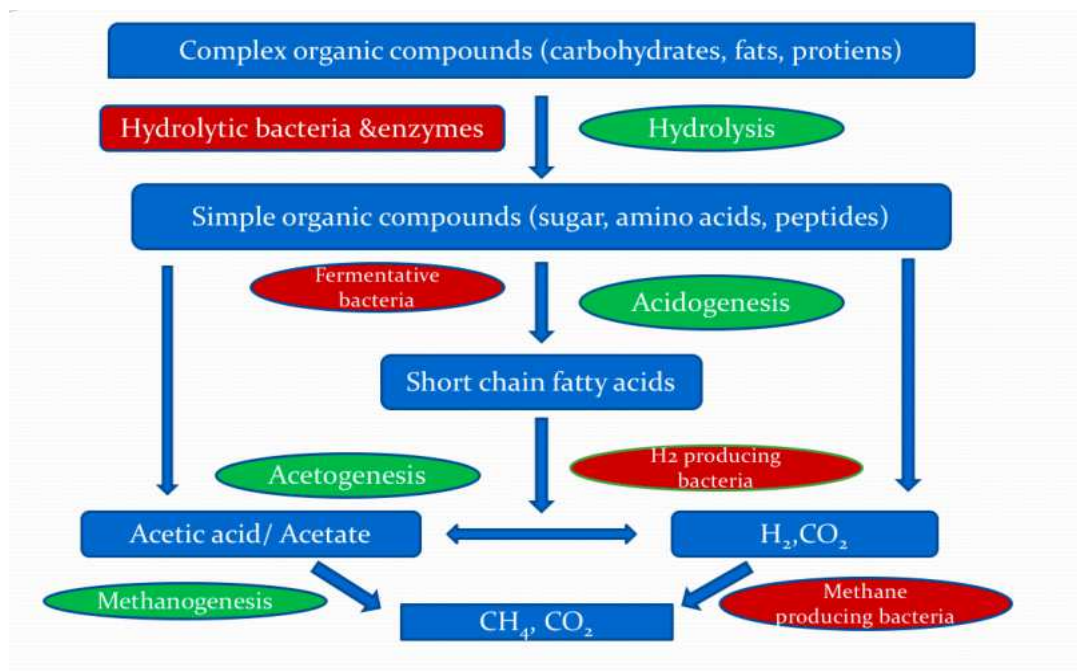 Complex organic compounds (carbohydrates, fats, protiens)
Hydrolytic bacteria &enzymes
Hydrolysis
Simple organic compounds (sugar, amino acids, peptides)
Fermentative
bacteria
Acidogenesis
Short chain fatty acids
Acetogenesis
H2 producing
bacteria
Acetic acid/ Acetate
H₂,CO₂
Methanogenesis
Methane
producing bacteria
CH₄, CO₂